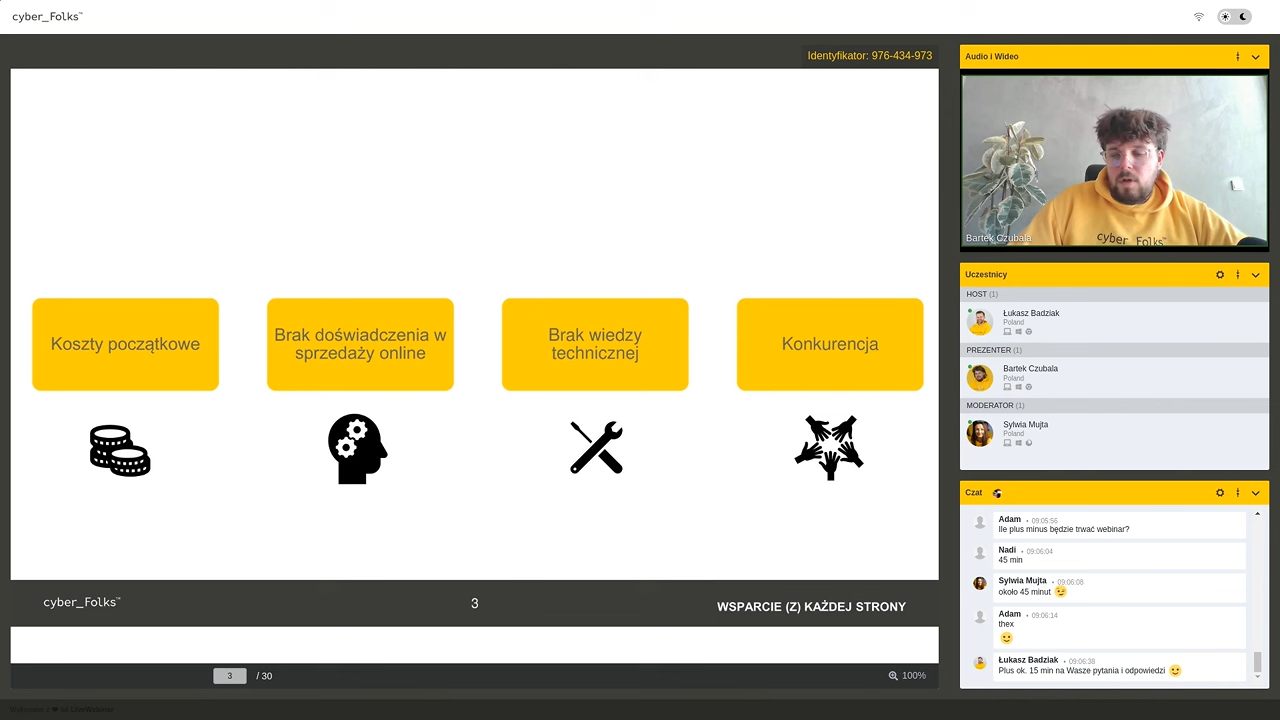 cyber_Folks™
Identyfikator: 976-434-973
Koszty początkowe
Brak doświadczenia w
sprzedaży online
Brak wiedzy
technicznej
Konkurencja
cyber_Folks™
3
WSPARCIE (Z) KAŻDEJ STRONY
3 / 30
100%
Audio i Wideo
cyber_Folks™
Bartek Czubala
Uczestnicy
HOST (1)
Łukasz Badziak
Poland
PREZENTER (1)
Bartek Czubala
Poland
MODERATOR (1)
Sylwia Mujta
Poland
Czat
Adam • 09:05:56
Ile plus minus będzie trwać webinar?
Nadi • 09:06:04
45 min
Sylwia Mujta • 09:06:08
około 45 minut 😉
Adam • 09:06:14
thex
🙂
Łukasz Badziak • 09:06:38
Plus ok. 15 min na Wasze pytania i odpowiedzi 🙂